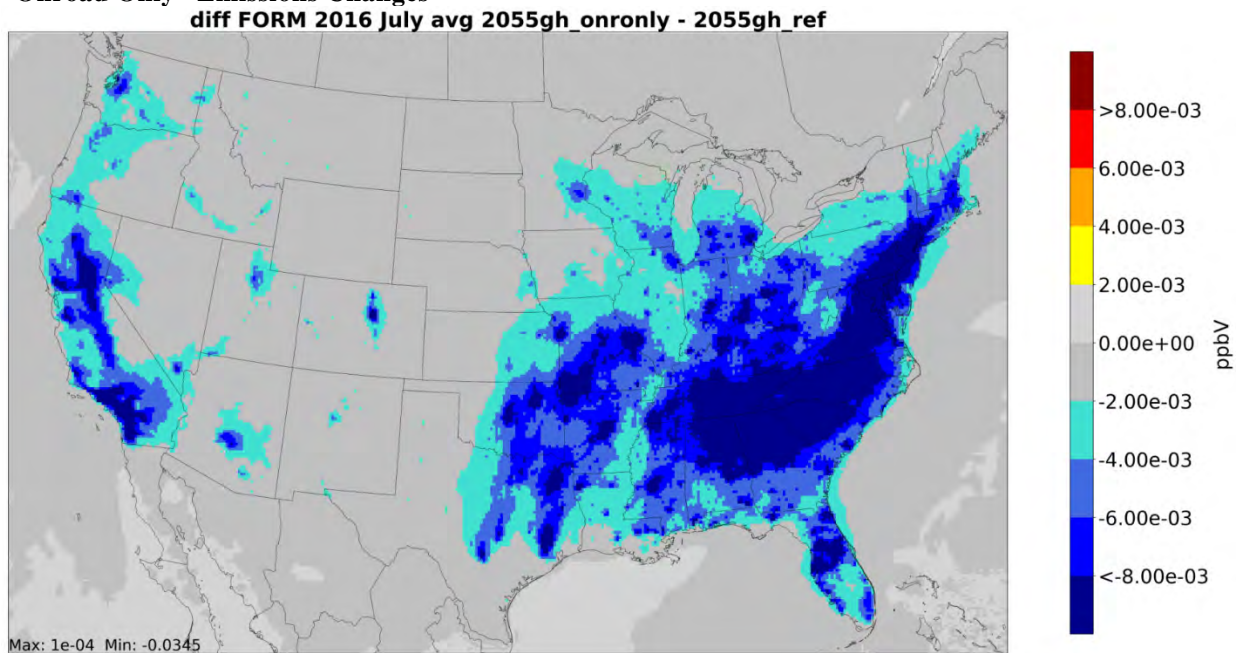 "Onroad-Only" Emissions Changes
diff FORM 2016 July avg 2055gh_onronly - 2055gh_ref
>8.00e-03
6.00e-03
4.00e-03
2.00e-03
0.00e+00
-2.00e-03
-4.00e-03
-6.00e-03
<-8.00e-03
ppbV
Max: 1e-04 Min: -0.0345